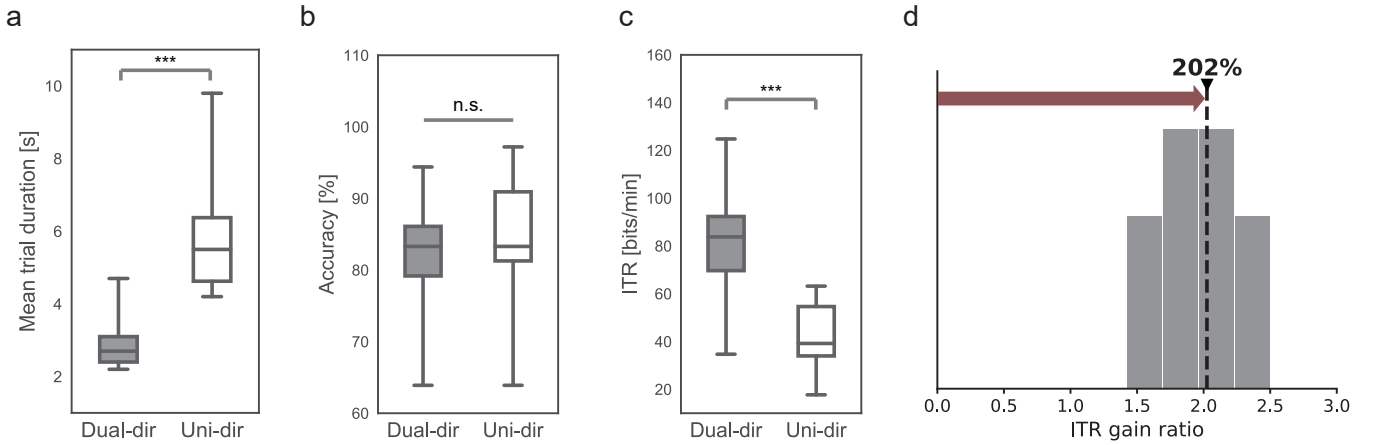 a
Mean trial duration [s]
10
8
6
4
2
***
Dual-dir Uni-dir
b
Accuracy [%]
110
100
90
80
70
60
n.s.
Dual-dir Uni-dir
c
ITR [bits/min]
160
140
120
100
80
60
40
20
***
Dual-dir Uni-dir
d
202%
0.0 0.5 1.0 1.5 2.0 2.5 3.0
ITR gain ratio